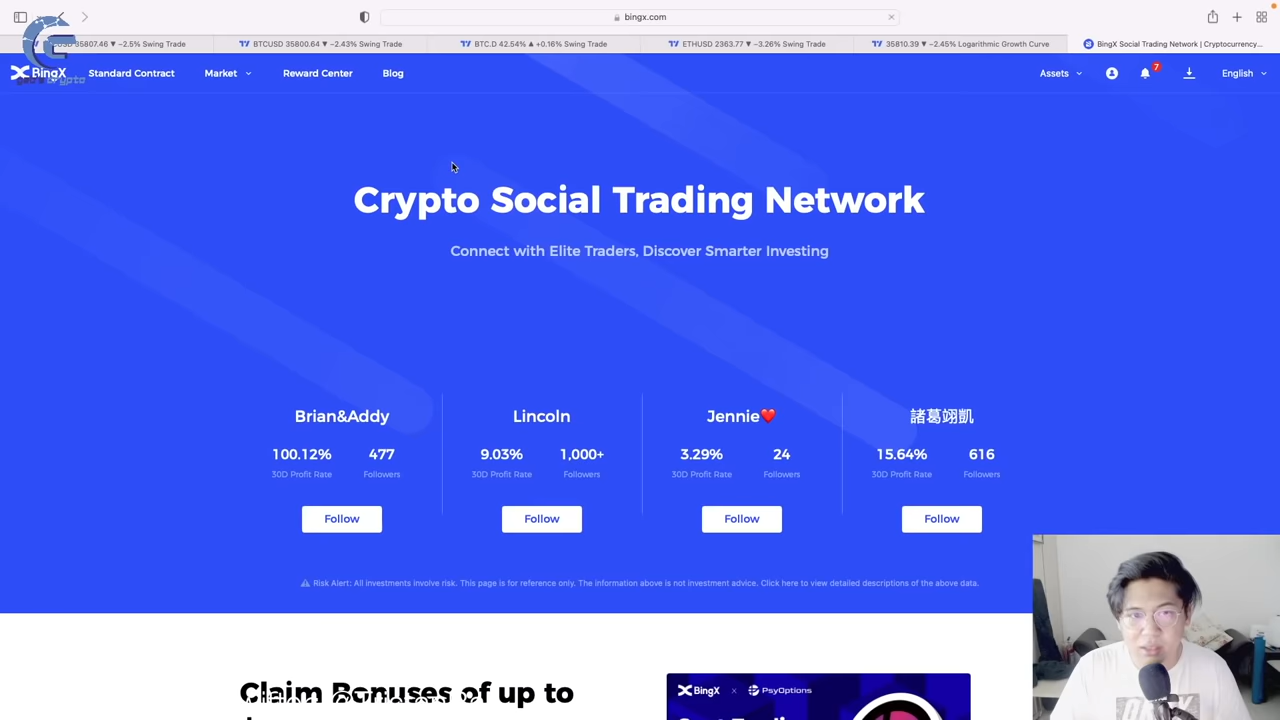 bingx.com
35807.46 ▼ −2.5% Swing Trade
BTCUSD 35800.64 ▼ −2.43% Swing Trade
BTC.D 42.54% ▲ +0.16% Swing Trade
ETHUSD 2363.77 ▼ −3.26% Swing Trade
35810.39 ▼ −2.45% Logarithmic Growth Curve
BingX Social Trading Network | Cryptocurrency...
BingX
Standard Contract
Market
Reward Center
Blog
Assets
7
English
Crypto Social Trading Network
Connect with Elite Traders, Discover Smarter Investing
Brian&Addy
100.12% 477
30D Profit Rate Followers
Follow
Lincoln
9.03% 1,000+
30D Profit Rate Followers
Follow
Jennie❤️
3.29% 24
30D Profit Rate Followers
Follow
諸葛翊凱
15.64% 616
30D Profit Rate Followers
Follow
Risk Alert: All investments involve risk. This page is for reference only. The information above is not investment advice. Click here to view detailed descriptions of the above data.
Claim Bonuses of up to
BingX x PsyOptions